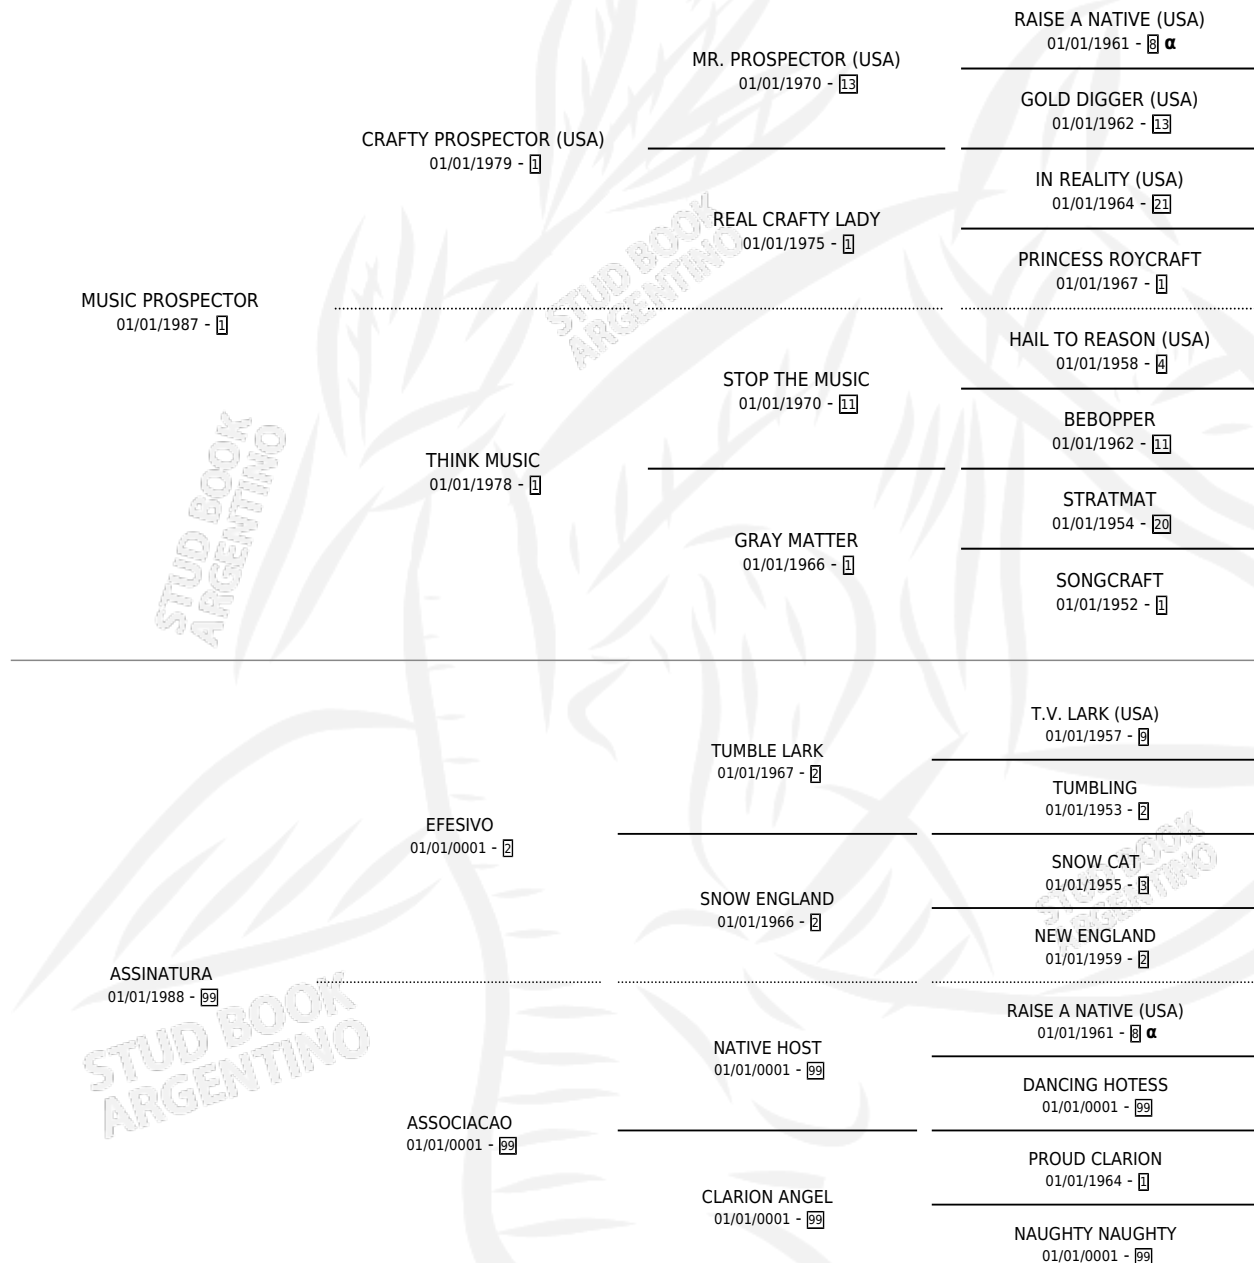 RAISE A NATIVE (USA)
01/01/1961 - 8 α
MR. PROSPECTOR (USA)
01/01/1970 - 13
GOLD DIGGER (USA)
01/01/1962 - 13
CRAFTY PROSPECTOR (USA)
01/01/1979 - 1
IN REALITY (USA)
01/01/1964 - 21
REAL CRAFTY LADY
01/01/1975 - 1
PRINCESS ROYCRAFT
01/01/1967 - 1
MUSIC PROSPECTOR
01/01/1987 - 1
HAIL TO REASON (USA)
01/01/1958 - 4
STOP THE MUSIC
01/01/1970 - 11
BEBOPPER
01/01/1962 - 11
THINK MUSIC
01/01/1978 - 1
STRATMAT
01/01/1954 - 20
GRAY MATTER
01/01/1966 - 1
SONGCRAFT
01/01/1952 - 1
T.V. LARK (USA)
01/01/1957 - 9
TUMBLE LARK
01/01/1967 - 2
TUMBLING
01/01/1953 - 2
EFESIVO
01/01/0001 - 2
SNOW CAT
01/01/1955 - 3
SNOW ENGLAND
01/01/1966 - 2
NEW ENGLAND
01/01/1959 - 2
ASSINATURA
01/01/1988 - 99
RAISE A NATIVE (USA)
01/01/1961 - 8 α
NATIVE HOST
01/01/0001 - 99
DANCING HOTESS
01/01/0001 - 99
ASSOCIACAO
01/01/0001 - 99
PROUD CLARION
01/01/1964 - 1
CLARION ANGEL
01/01/0001 - 99
NAUGHTY NAUGHTY
01/01/0001 - 99
STUD BOOK
ARGENTINO
STUD BOOK
ARGENTINO
STUD BOOK
ARGENTINO
STUD BOOK
ARGENTINO